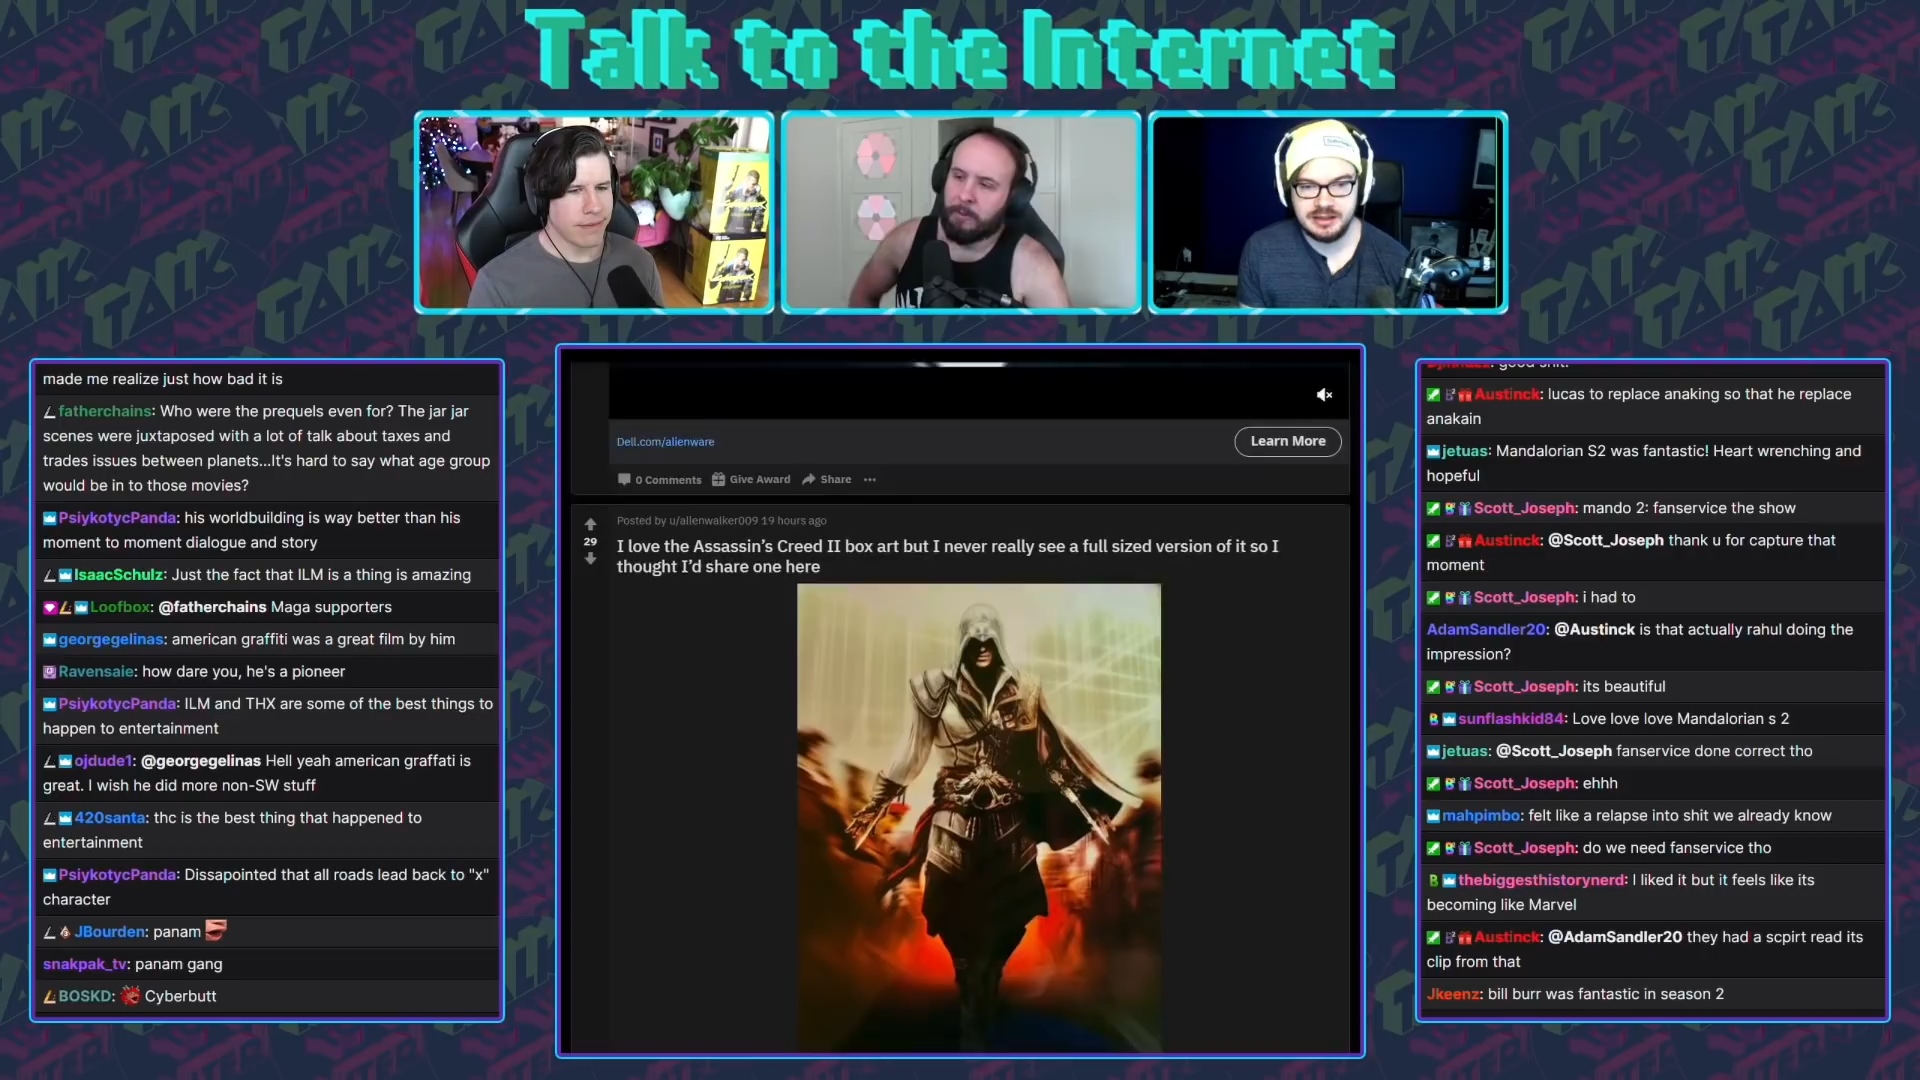 Talk to the Internet
made me realize just how bad it is
fatherchains: Who were the prequels even for? The jar jar
scenes were juxtaposed with a lot of talk about taxes and
trades issues between planets...It's hard to say what age group
would be in to those movies?
PsiykotycPanda: his worldbuilding is way better than his
moment to moment dialogue and story
IsaacSchulz: Just the fact that ILM is a thing is amazing
Loofbox: @fatherchains Maga supporters
georgegelinas: american graffiti was a great film by him
Ravensaie: how dare you, he's a pioneer
PsiykotycPanda: ILM and THX are some of the best things to
happen to entertainment
ojdude1: @georgegelinas Hell yeah american graffati is
great. I wish he did more non-SW stuff
420santa: thc is the best thing that happened to
entertainment
PsiykotycPanda: Dissapointed that all roads lead back to "x"
character
JBourden: panam
snakpak_tv: panam gang
BOSKD: Cyberbutt
Dell.com/alienware
Learn More
0 Comments Give Award Share ...
Posted by u/allenwalker009 19 hours ago
29
I love the Assassin's Creed II box art but I never really see a full sized version of it so I
thought I'd share one here
good shit!
Austinck: lucas to replace anaking so that he replace
anakain
jetuas: Mandalorian S2 was fantastic! Heart wrenching and
hopeful
Scott_Joseph: mando 2: fanservice the show
Austinck: @Scott_Joseph thank u for capture that
moment
Scott_Joseph: i had to
AdamSandler20: @Austinck is that actually rahul doing the
impression?
Scott_Joseph: its beautiful
sunflashkid84: Love love love Mandalorian s 2
jetuas: @Scott_Joseph fanservice done correct tho
Scott_Joseph: ehhh
mahpimbo: felt like a relapse into shit we already know
Scott_Joseph: do we need fanservice tho
thebiggesthistorynerd: I liked it but it feels like its
becoming like Marvel
Austinck: @AdamSandler20 they had a scpirt read its
clip from that
Jkeenz: bill burr was fantastic in season 2